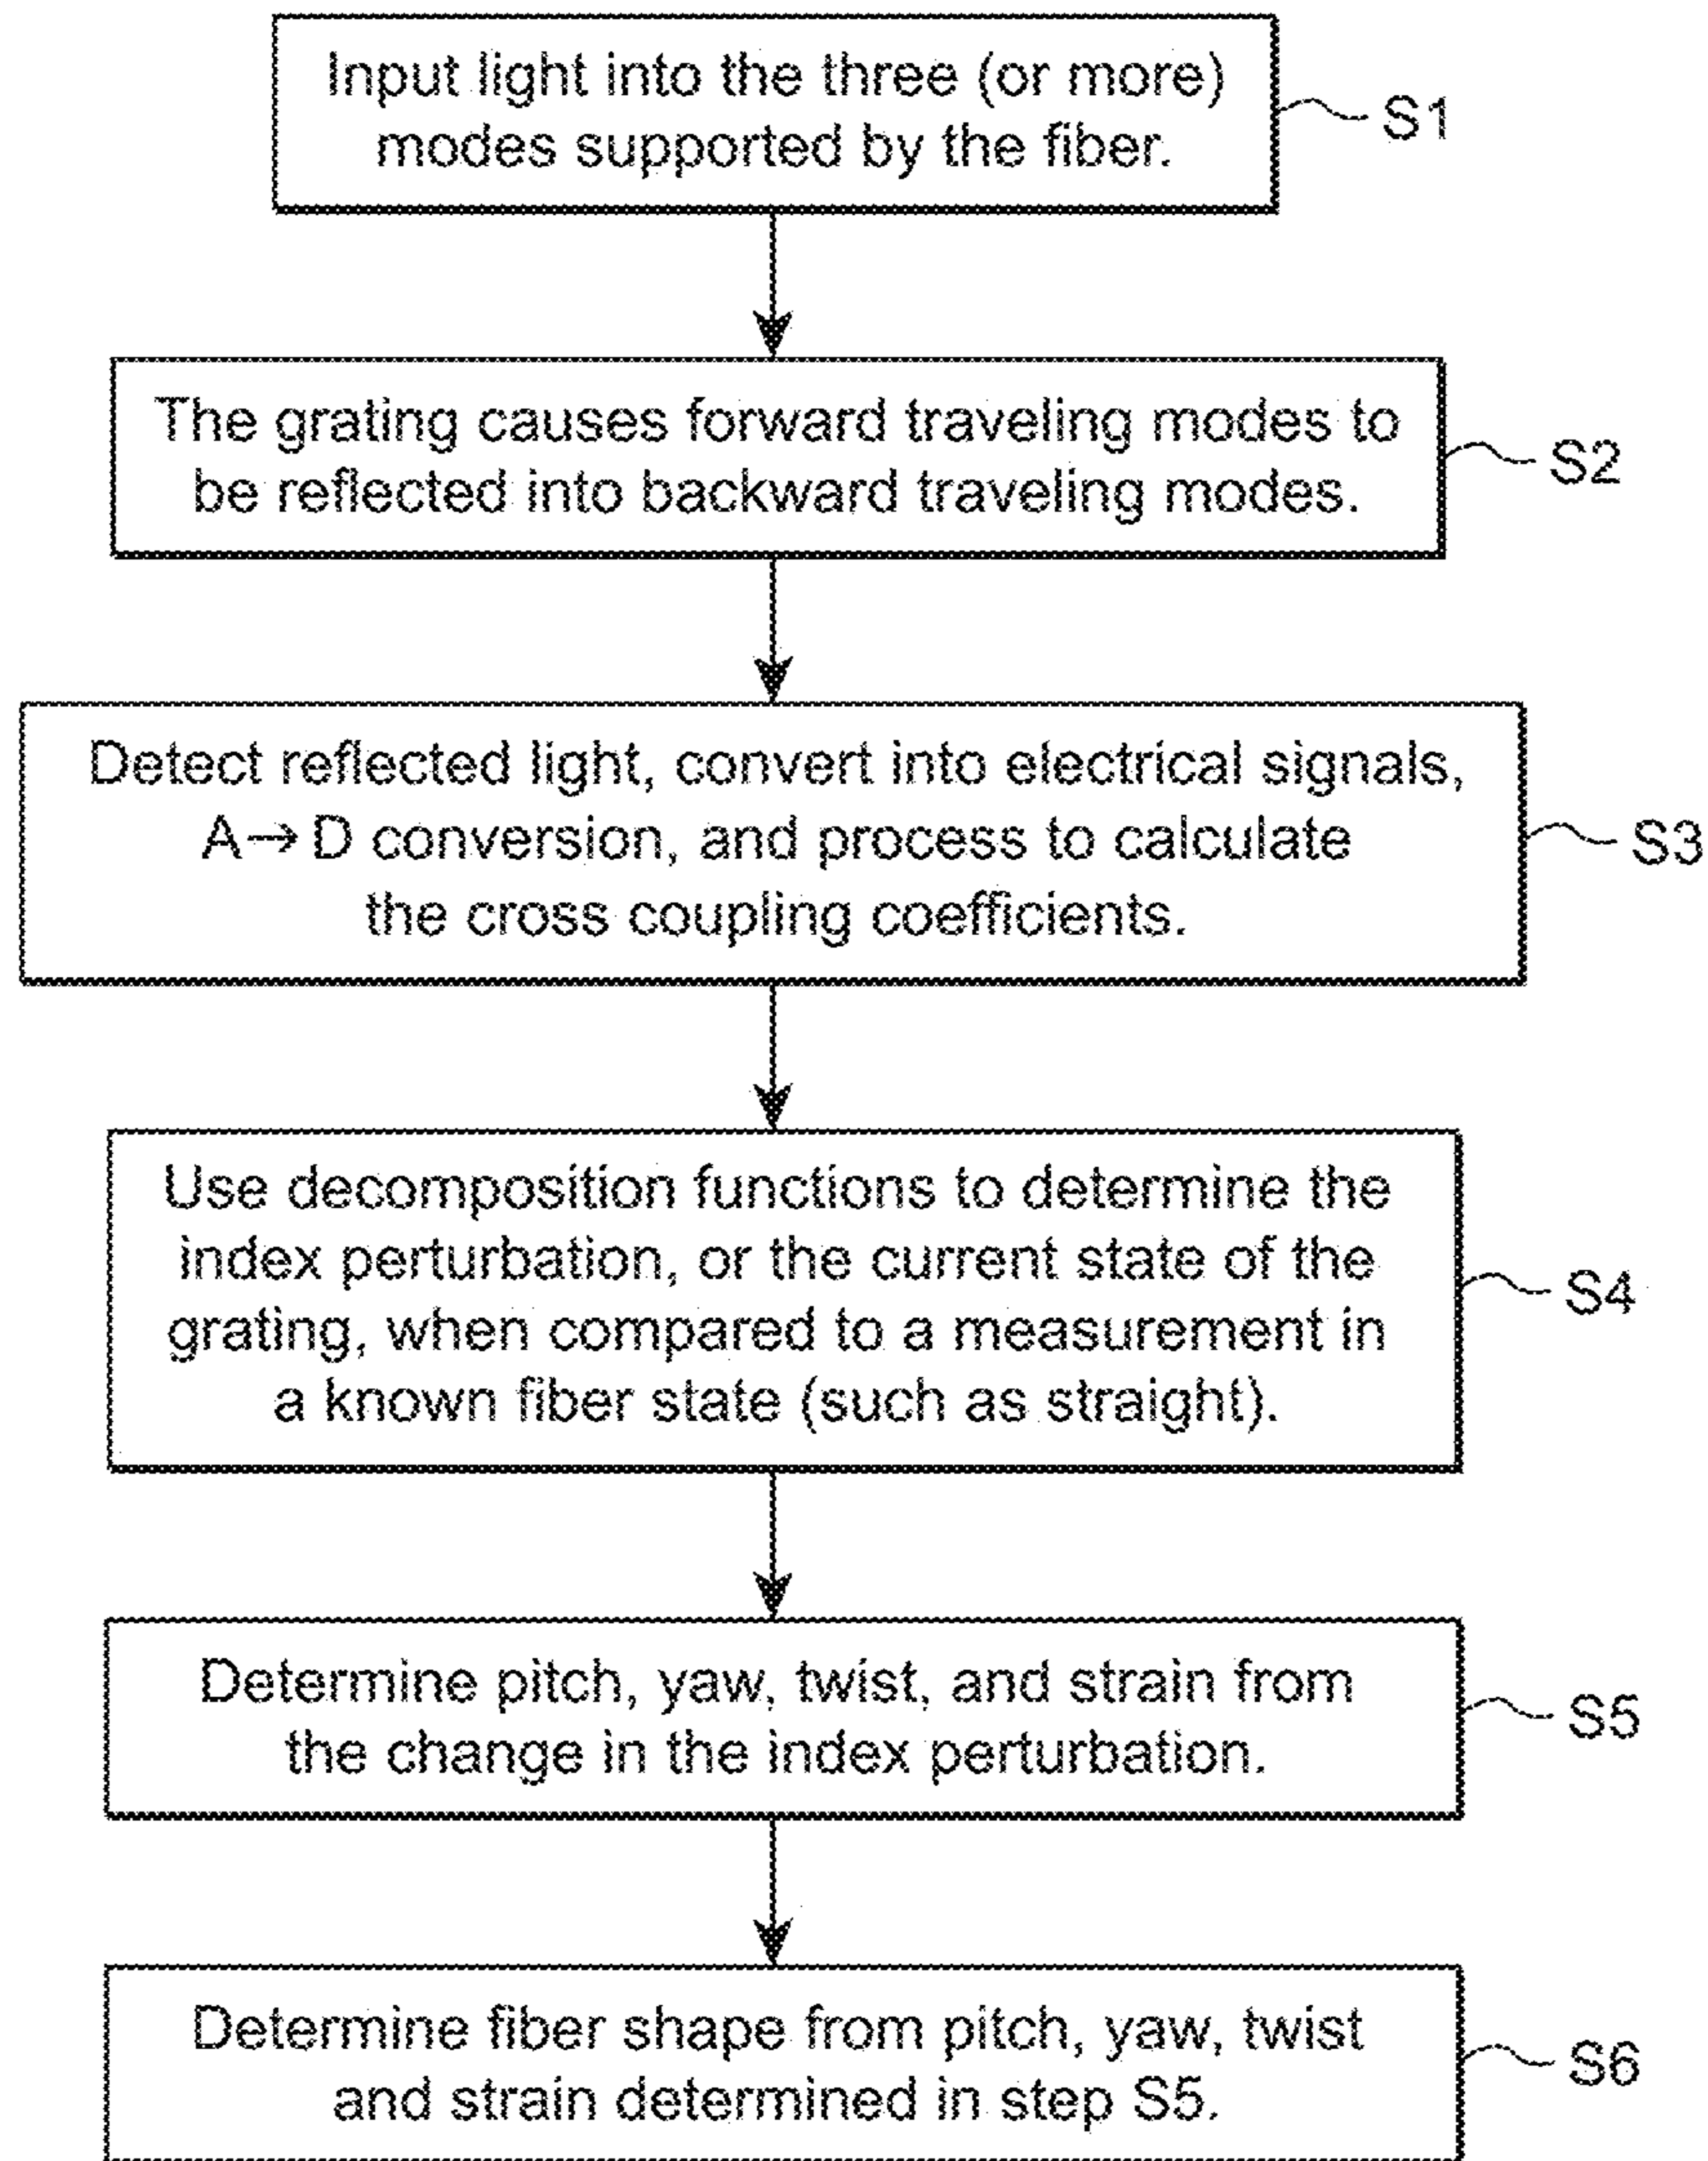 Input light into the three (or more)
modes supported by the fiber.
S1
The grating causes forward traveling modes to
be reflected into backward traveling modes.
S2
Detect reflected light, convert into electrical signals,
A→D conversion, and process to calculate
the cross coupling coefficients.
S3
Use decomposition functions to determine the
index perturbation, or the current state of the
grating, when compared to a measurement in
a known fiber state (such as straight).
S4
Determine pitch, yaw, twist, and strain from
the change in the index perturbation.
S5
Determine fiber shape from pitch, yaw, twist
and strain determined in step S5.
S6